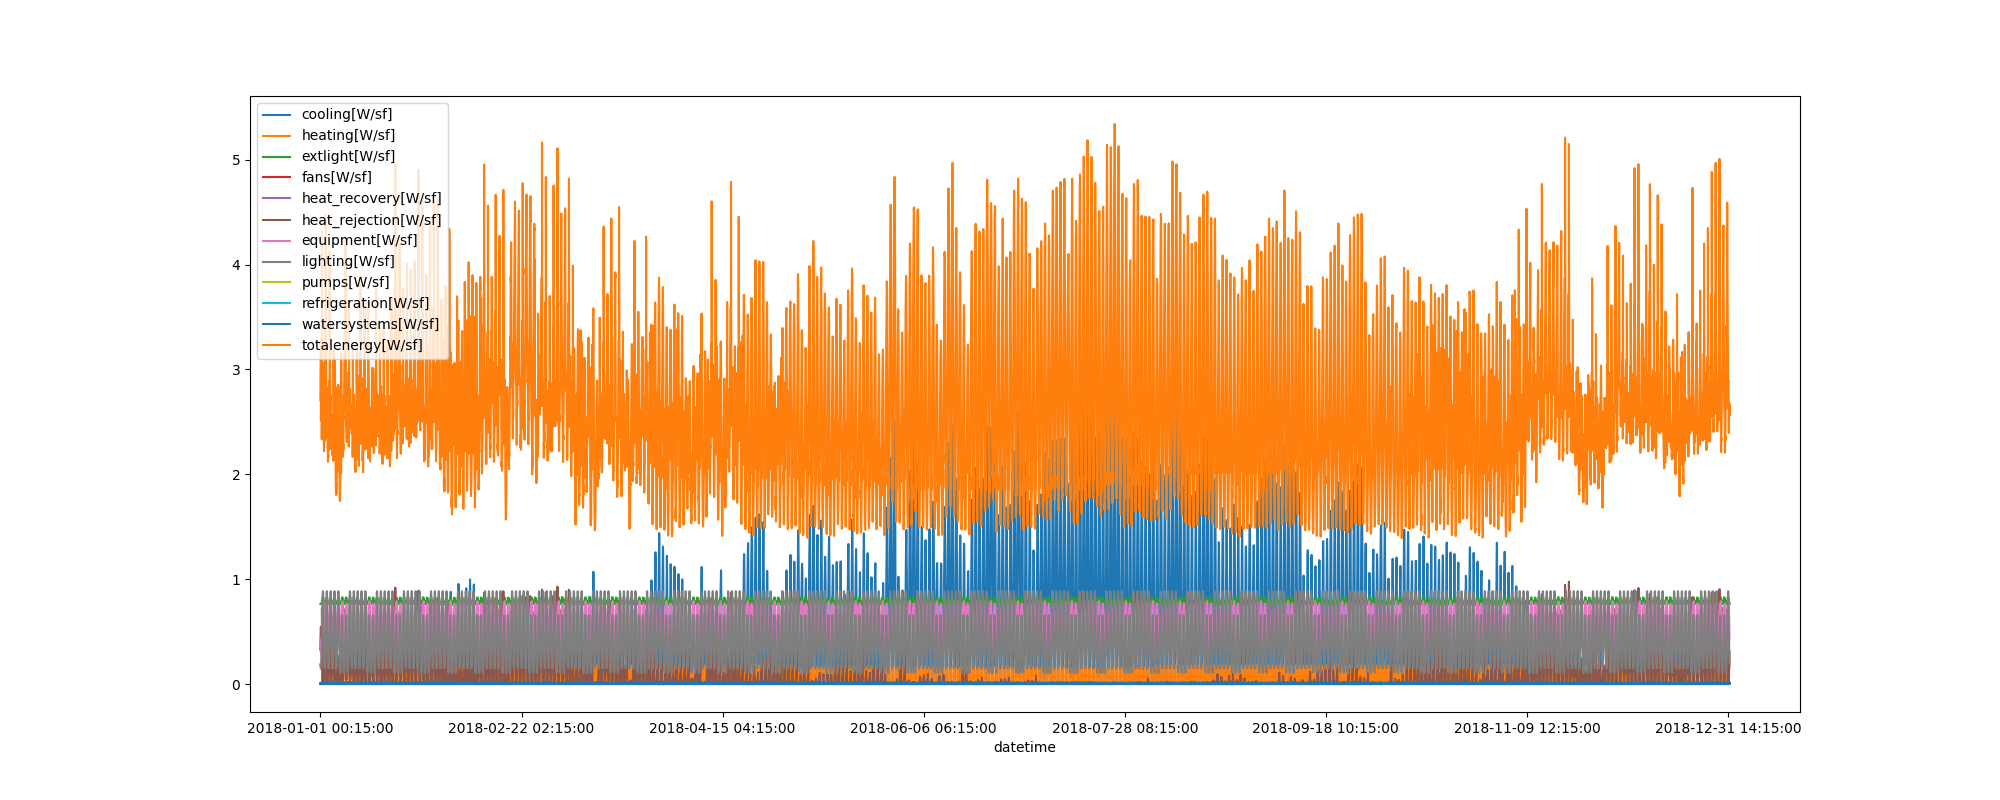 cooling[W/sf]
heating[W/sf]
extlight[W/sf]
fans[W/sf]
heat_recovery[W/sf]
heat_rejection[W/sf]
equipment[W/sf]
lighting[W/sf]
pumps[W/sf]
refrigeration[W/sf]
watersystems[W/sf]
totalenergy[W/sf]
5
4
3
2
1
0
2018-01-01 00:15:00 2018-02-22 02:15:00 2018-04-15 04:15:00 2018-06-06 06:15:00 2018-07-28 08:15:00 2018-09-18 10:15:00 2018-11-09 12:15:00 2018-12-31 14:15:00
datetime